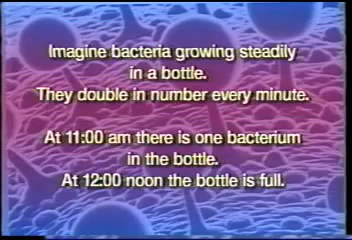 Imagine bacteria growing steadily
in a bottle.
They double in number every minute.
At 11:00 am there is one bacterium
in the bottle.
At 12:00 noon the bottle is full.